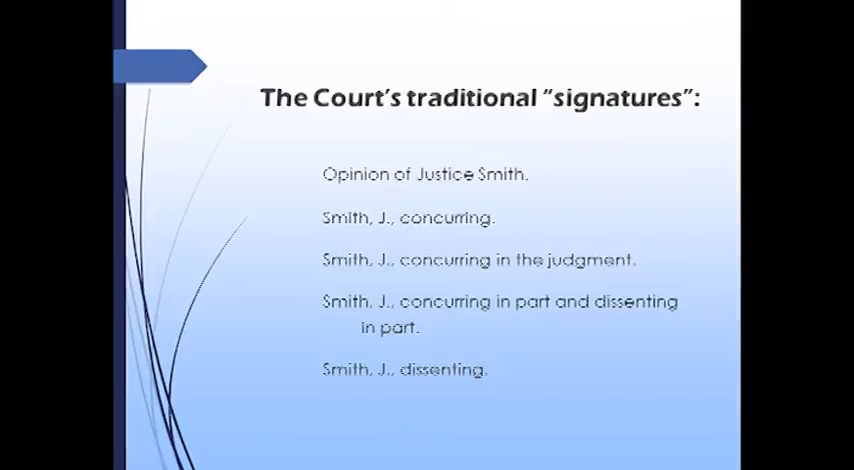 The Court's traditional “signatures”:
Opinion of Justice Smith.
Smith, J., concurring.
Smith, J., concurring in the judgment.
Smith, J., concurring in part and dissenting
in part.
Smith, J., dissenting.